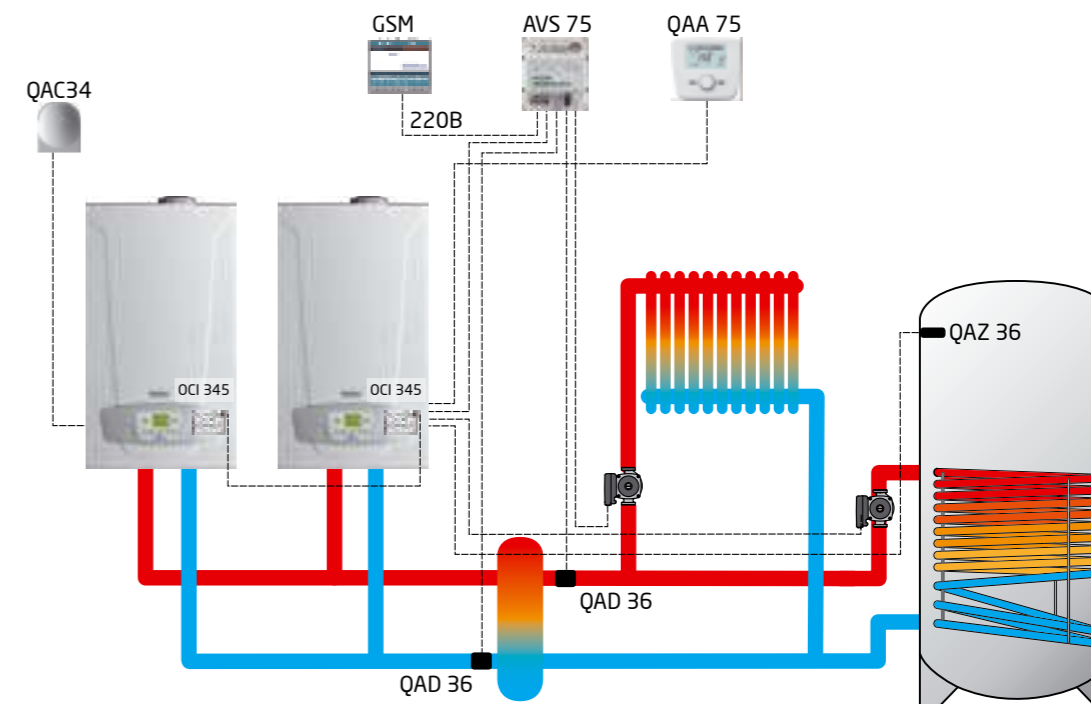 GSM
AVS 75
QAA 75
QAC34
220В
OCI 345
OCI 345
QAZ 36
QAD 36
QAD 36